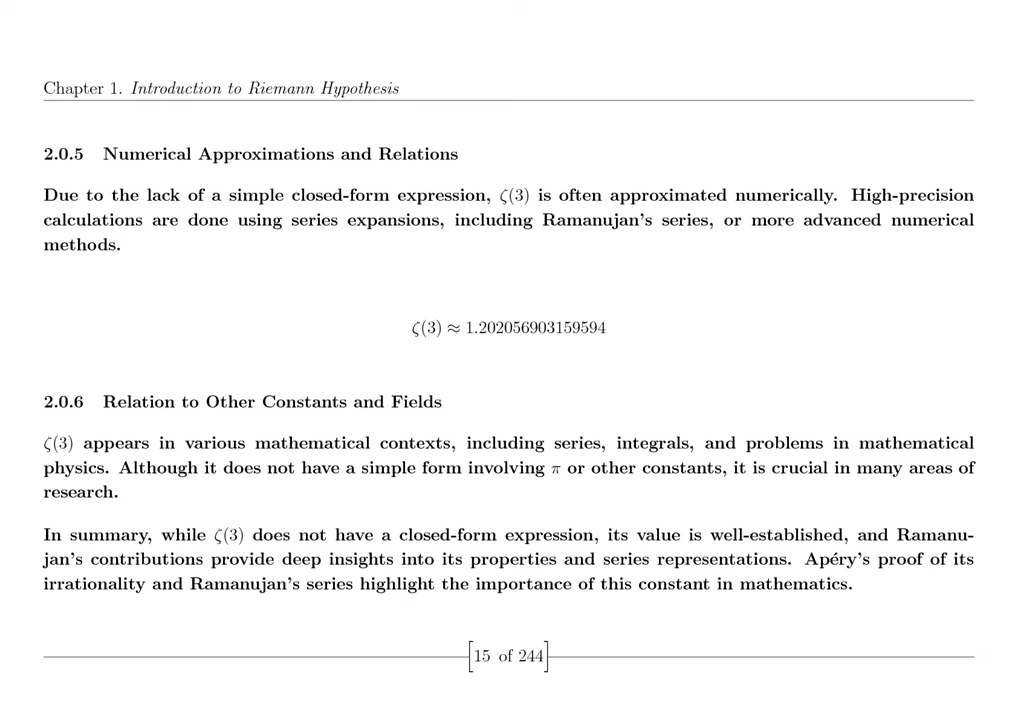 Chapter 1. Introduction to Riemann Hypothesis
2.0.5 Numerical Approximations and Relations
Due to the lack of a simple closed-form expression, ζ(3) is often approximated numerically. High-precision
calculations are done using series expansions, including Ramanujan's series, or more advanced numerical
methods.
ζ(3) ≈ 1.202056903159594
2.0.6 Relation to Other Constants and Fields
ζ(3) appears in various mathematical contexts, including series, integrals, and problems in mathematical
physics. Although it does not have a simple form involving π or other constants, it is crucial in many areas of
research.
In summary, while ζ(3) does not have a closed-form expression, its value is well-established, and Ramanu-
jan's contributions provide deep insights into its properties and series representations. Apéry's proof of its
irrationality and Ramanujan's series highlight the importance of this constant in mathematics.
[15 of 244]